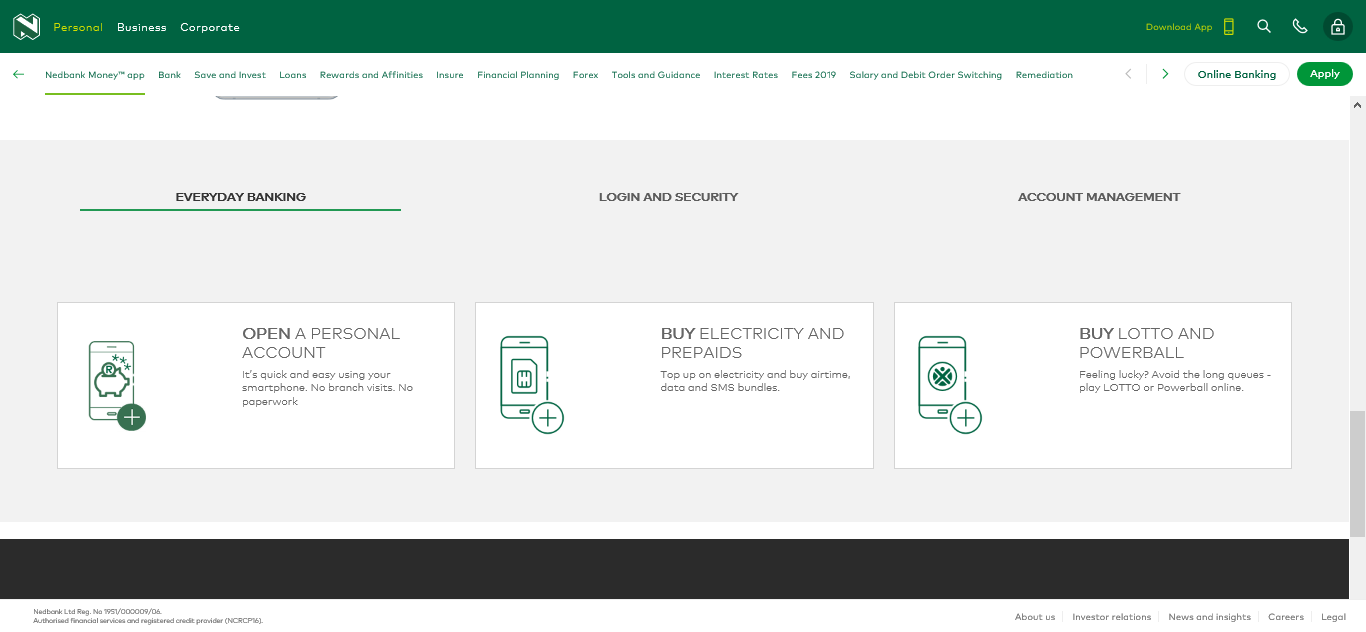 Personal Business Corporate
Download App
Nedbank Money™ app Bank Save and Invest Loans Rewards and Affinities Insure Financial Planning Forex Tools and Guidance Interest Rates Fees 2019 Salary and Debit Order Switching Remediation
Online Banking
Apply
EVERYDAY BANKING
LOGIN AND SECURITY
ACCOUNT MANAGEMENT
OPEN A PERSONAL
ACCOUNT
It's quick and easy using your
smartphone. No branch visits. No
paperwork
R
BUY ELECTRICITY AND
PREPAIDS
Top up on electricity and buy airtime,
data and SMS bundles.
BUY LOTTO AND
POWERBALL
Feeling lucky? Avoid the long queues -
play LOTTO or Powerball online.
Nedbank Ltd Reg. No 1951/000009/06.
Authorised financial services and registered credit provider (NCRCP16).
About us Investor relations News and insights Careers Legal